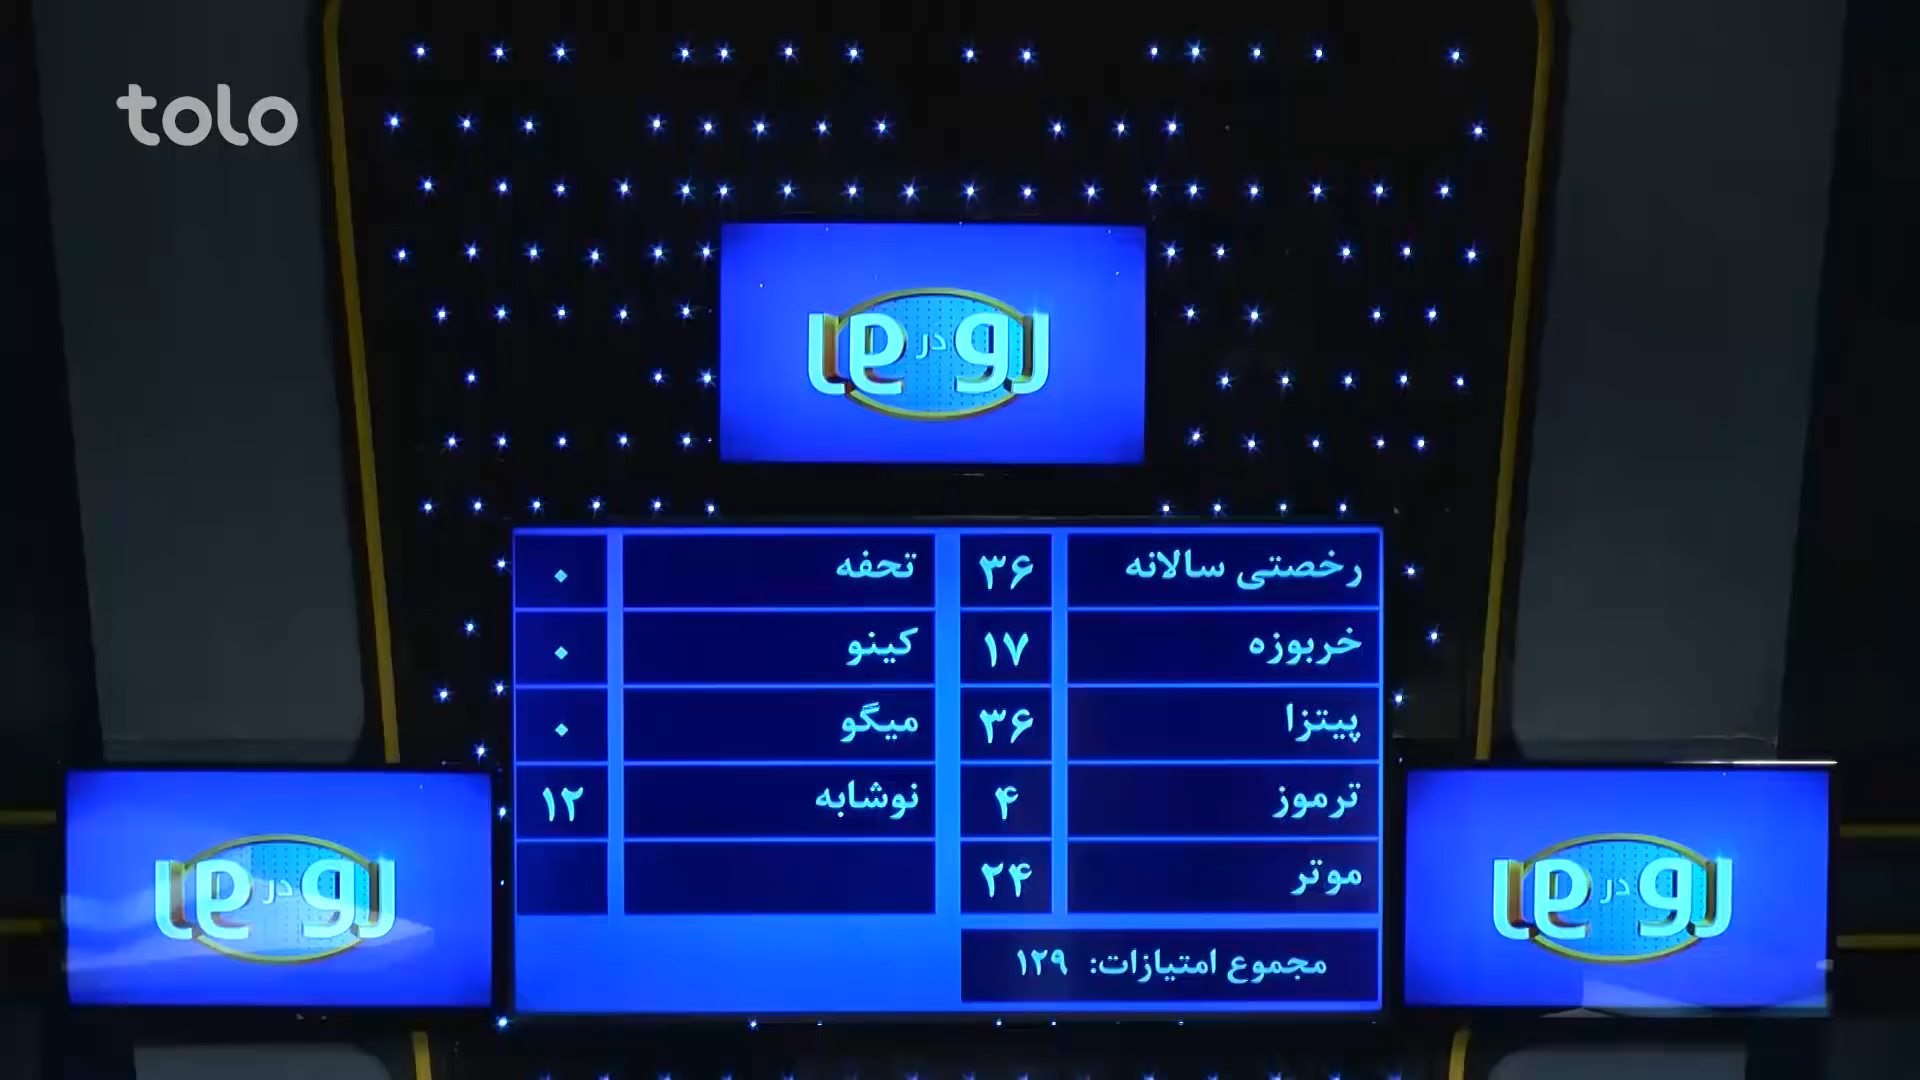 tolo
رو در رو
رخصتی سالانه ۳۶
خربوزه ۱۷
پیتزا ۳۶
ترموز ۴
موتر ۲۴
تحفه ۰
کینو ۰
میگو ۰
نوشابه ۱۲
مجموع امتیازات: ۱۲۹
رو در رو
رو در رو